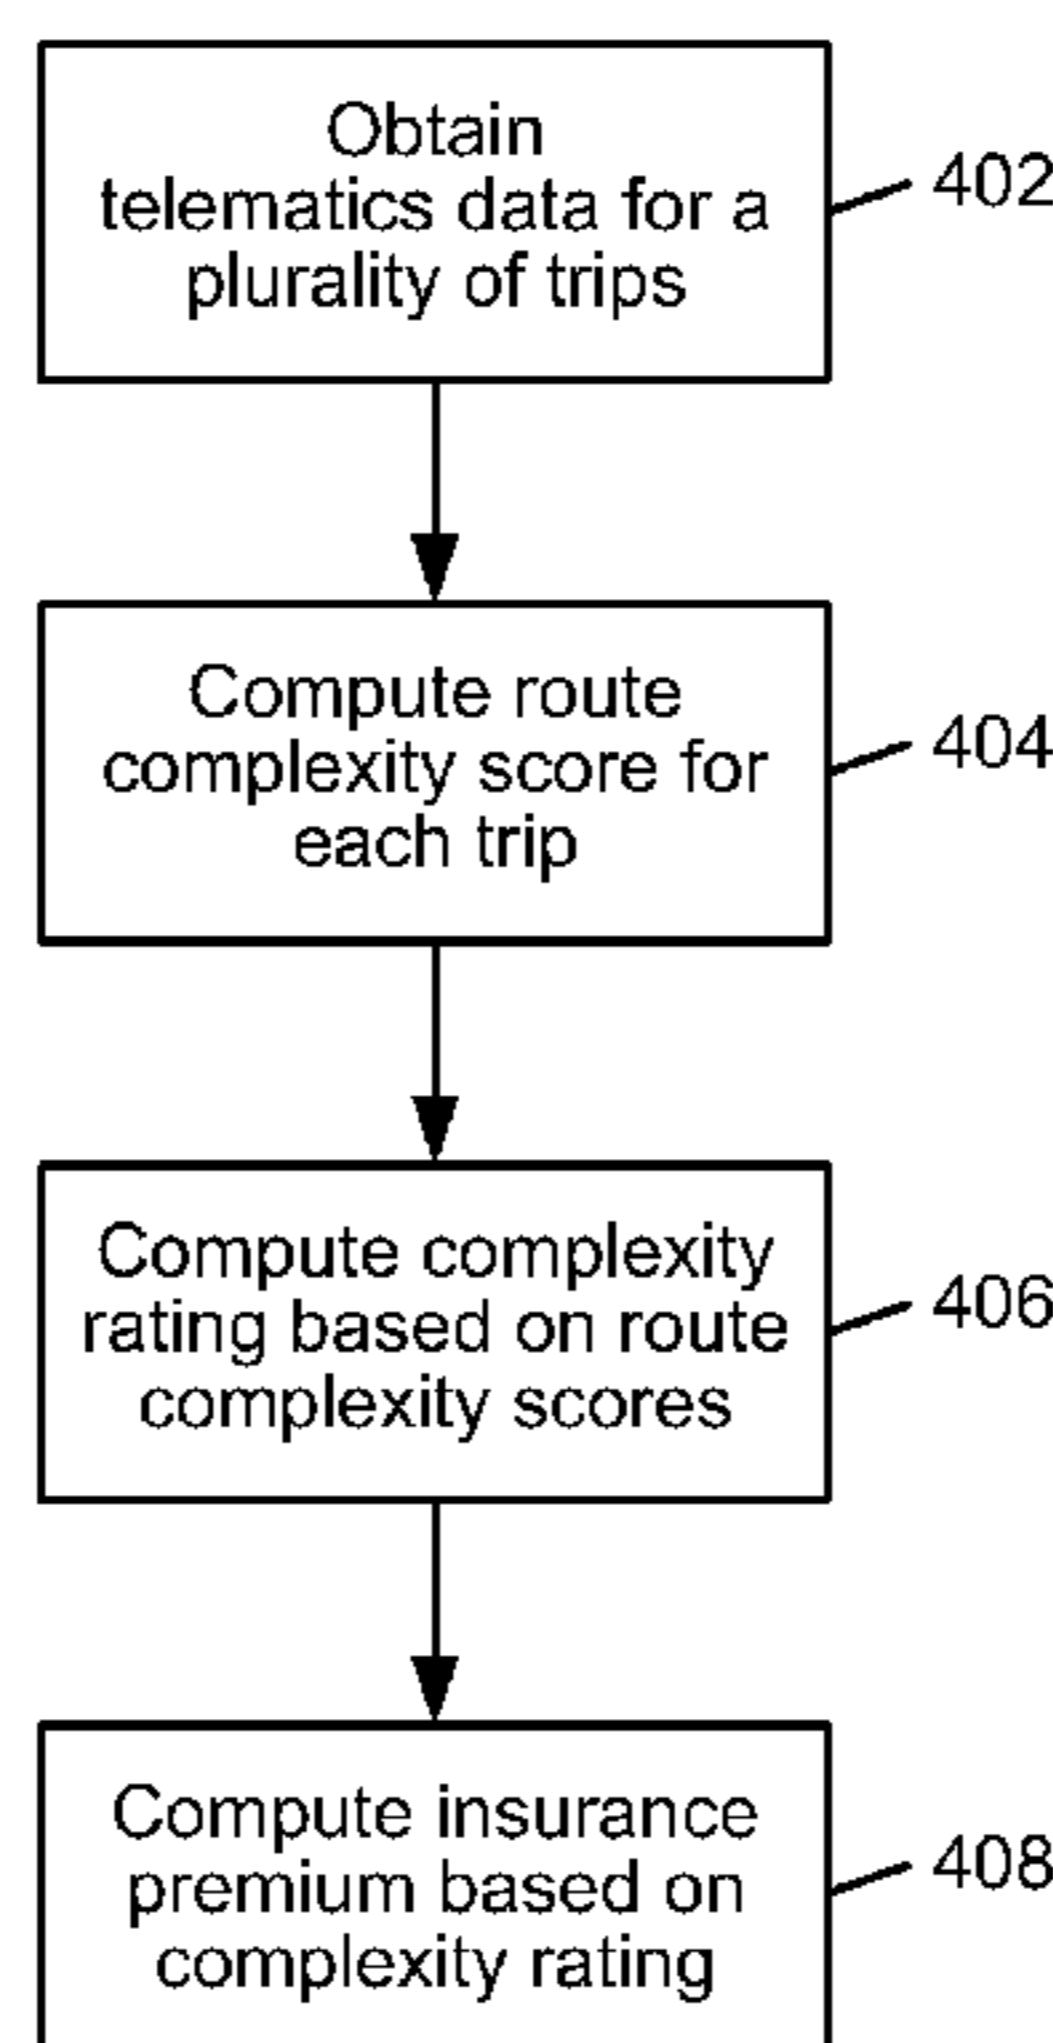 Obtain
telematics data for a
plurality of trips
402
Compute route
complexity score for
each trip
404
Compute complexity
rating based on route
complexity scores
406
Compute insurance
premium based on
complexity rating
408